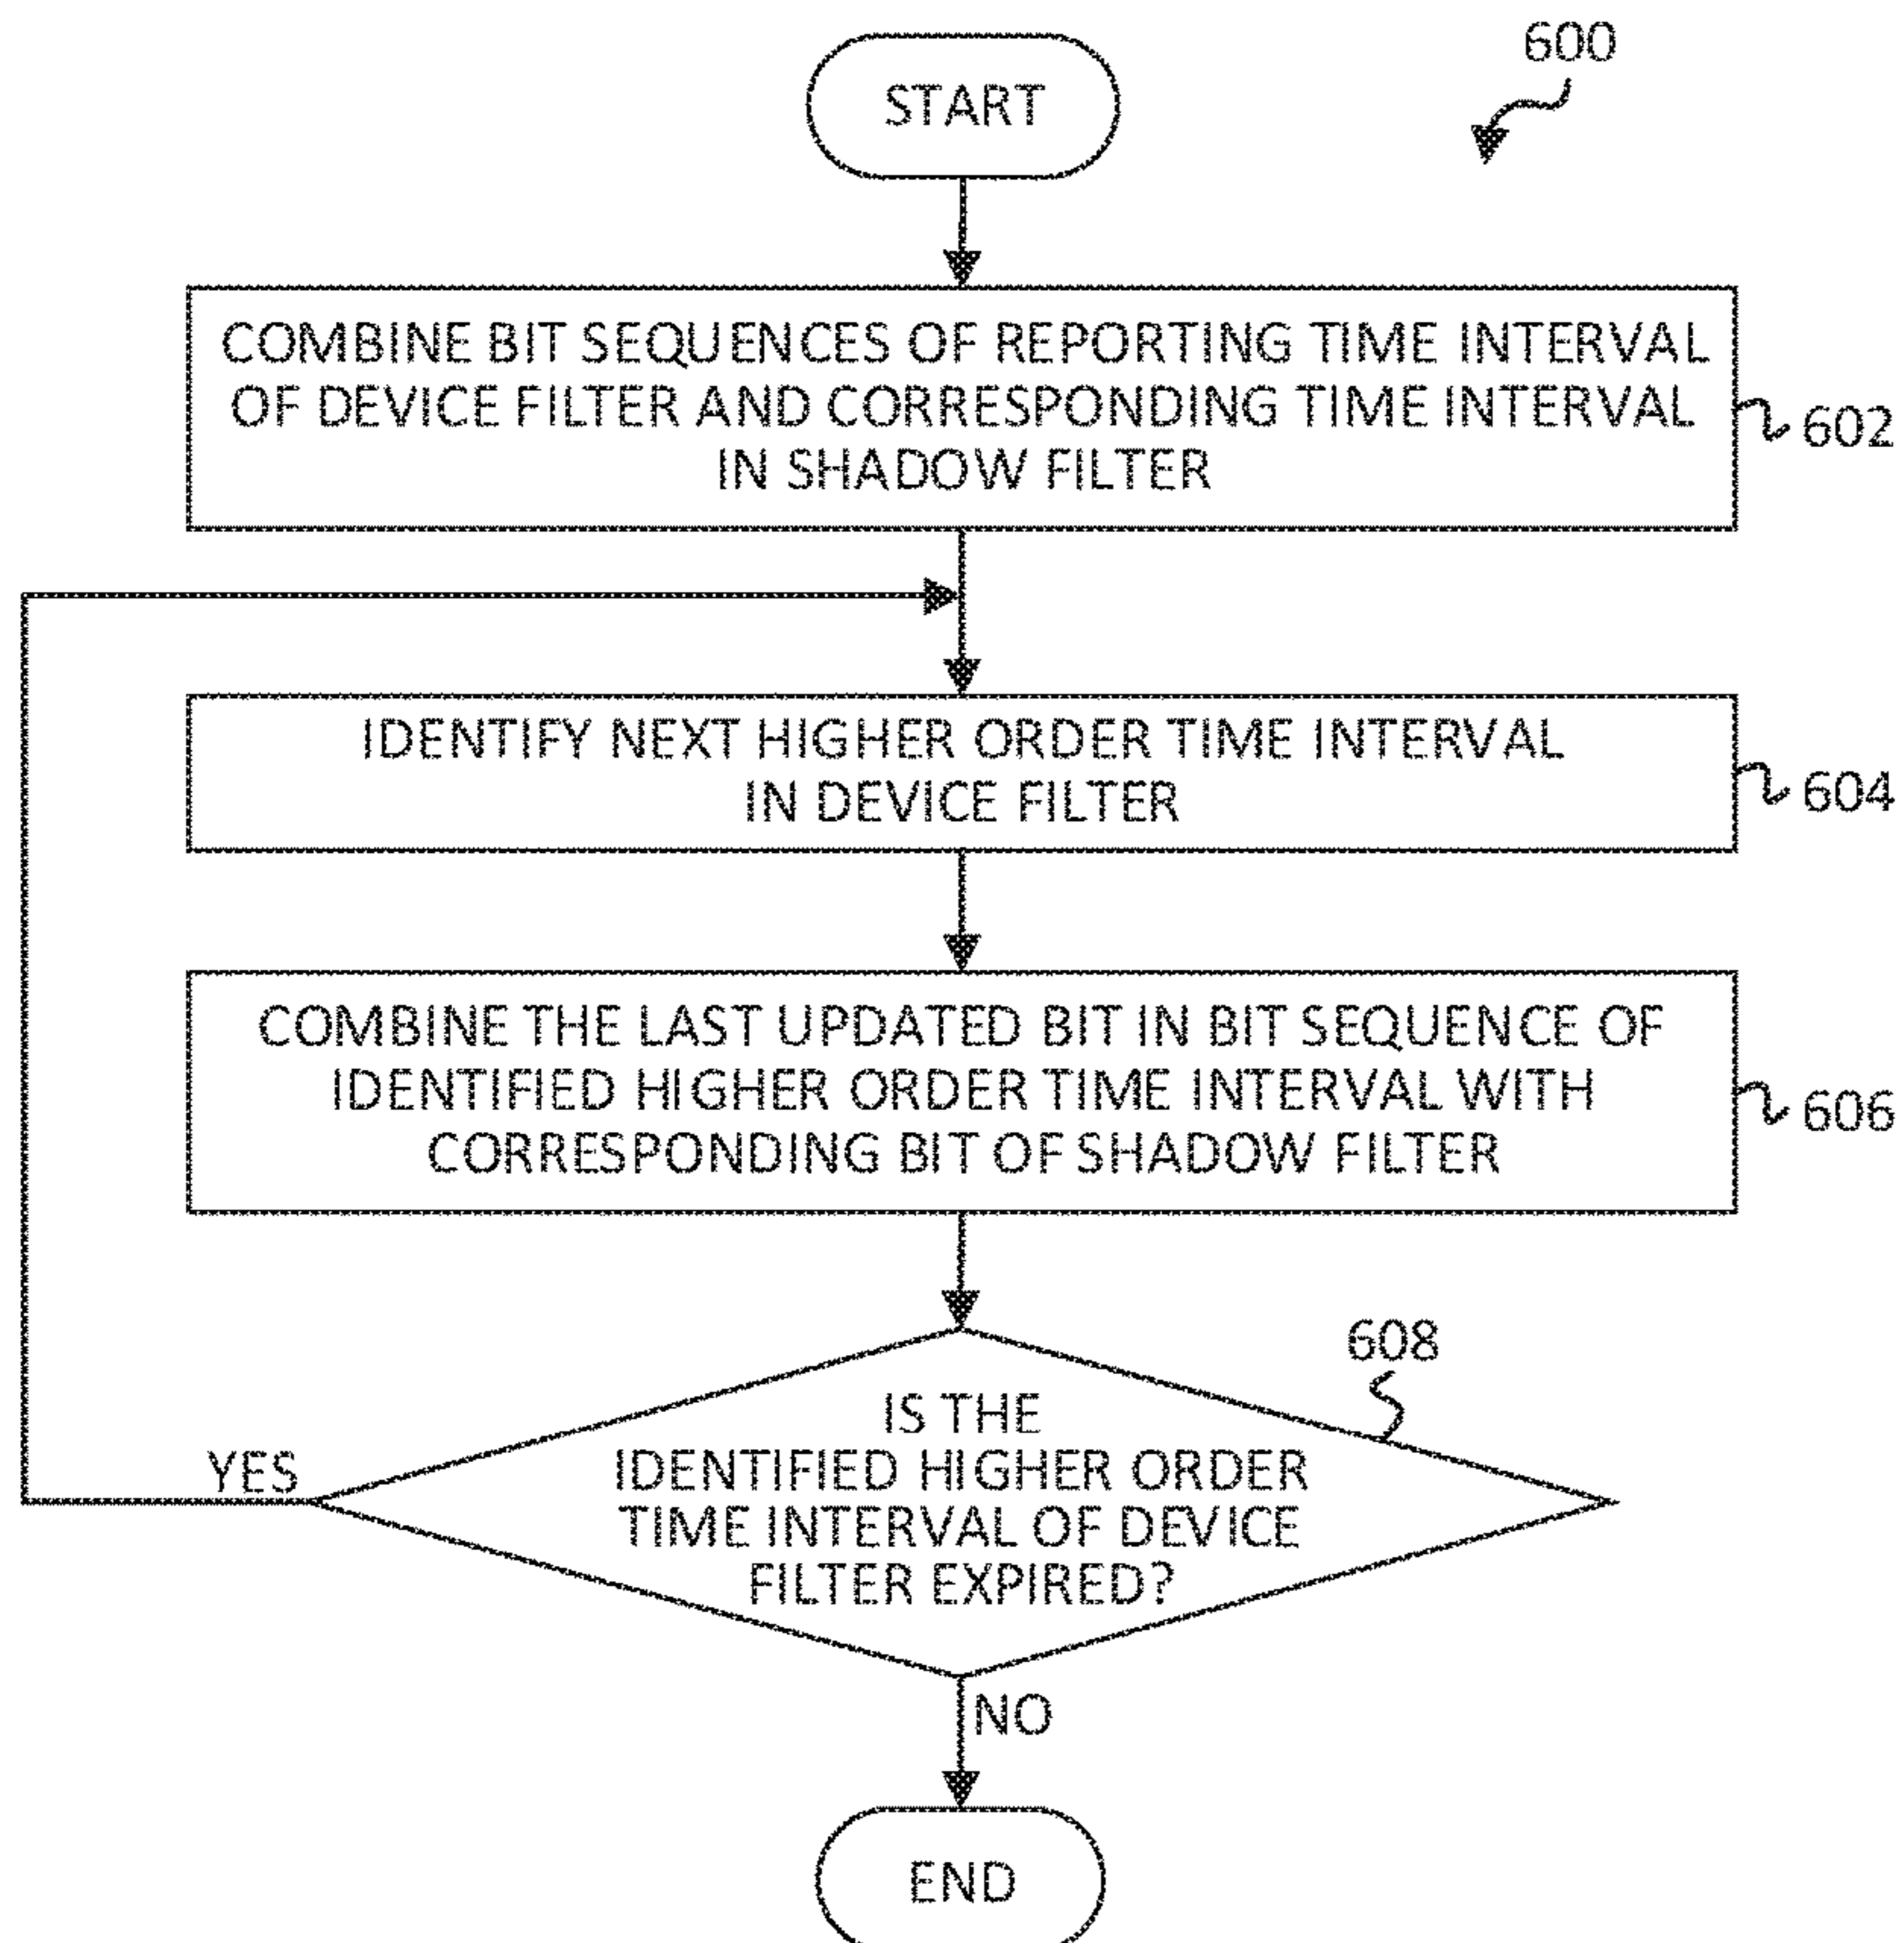 600
START
COMBINE BIT SEQUENCES OF REPORTING TIME INTERVAL
OF DEVICE FILTER AND CORRESPONDING TIME INTERVAL
IN SHADOW FILTER
602
IDENTIFY NEXT HIGHER ORDER TIME INTERVAL
IN DEVICE FILTER
604
COMBINE THE LAST UPDATED BIT IN BIT SEQUENCE OF
IDENTIFIED HIGHER ORDER TIME INTERVAL WITH
CORRESPONDING BIT OF SHADOW FILTER
606
608
IS THE
IDENTIFIED HIGHER ORDER
TIME INTERVAL OF DEVICE
FILTER EXPIRED?
YES
NO
END